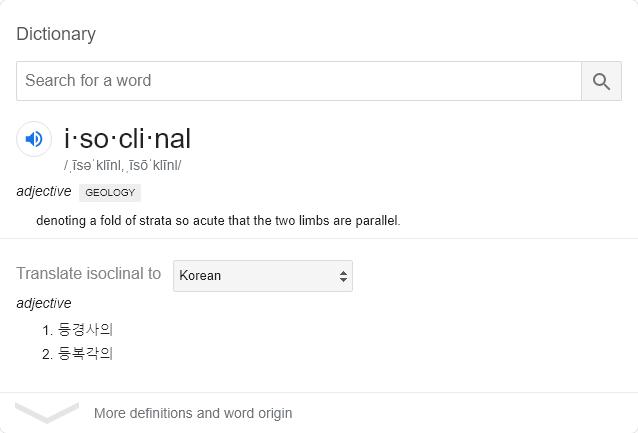 Dictionary
Search for a word
i·so·cli·nal
/ˌīsəˈklīnl,ˌīsōˈklīnl/
adjective GEOLOGY
denoting a fold of strata so acute that the two limbs are parallel.
Translate isoclinal to Korean
adjective
1. 등경사의
2. 등복각의
More definitions and word origin